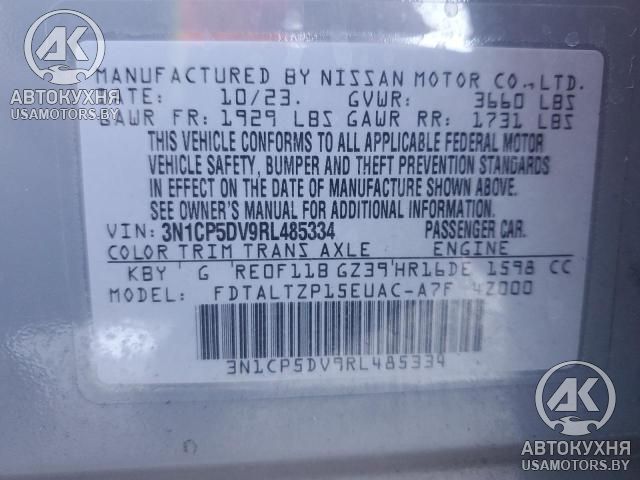 AK
АВТОКУХНЯ
USAMOTORS.BY
MANUFACTURED BY NISSAN MOTOR CO.,LTD.
DATE: 10/23. GVWR: 3660 LBS
GAWR FR: 1929 LBS GAWR RR: 1731 LBS
THIS VEHICLE CONFORMS TO ALL APPLICABLE FEDERAL MOTOR
VEHICLE SAFETY, BUMPER AND THEFT PREVENTION STANDARDS
IN EFFECT ON THE DATE OF MANUFACTURE SHOWN ABOVE.
SEE OWNER'S MANUAL FOR ADDITIONAL INFORMATION.
VIN: 3N1CP5DV9RL485334 PASSENGER CAR.
COLOR TRIM TRANS AXLE ENGINE
KBY G RE0F11B GZ39 HR16DE 1598 CC
MODEL: FDTALTZP15EUAC-A7F 4Z000
3N1CP5DV9RL485334
AK
АВТОКУХНЯ
USAMOTORS.BY